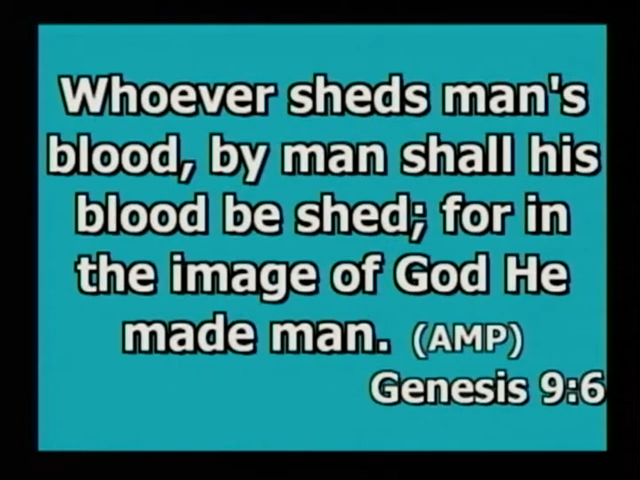 Whoever sheds man's
blood, by man shall his
blood be shed; for in
the image of God He
made man. (AMP)
Genesis 9:6